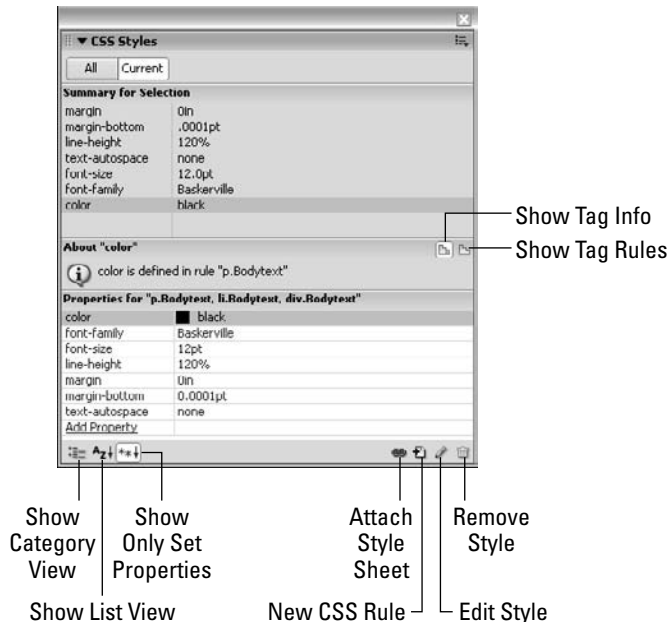 CSS Styles
All Current
Summary for Selection
margin 0in
margin-bottom .0001pt
line-height 120%
text-autospace none
font-size 12.0pt
font-family Baskerville
color black
Show Tag Info
About "color"
Show Tag Rules
color is defined in rule "p.Bodytext"
Properties for "p.Bodytext, li.Bodytext, div.Bodytext"
color black
font-family Baskerville
font-size 12pt
line-height 120%
margin 0in
margin-bottom 0.0001pt
text-autospace none
Add Property
Show Category View
Show Only Set Properties
Attach Style Sheet
Remove Style
Show List View
New CSS Rule
Edit Style